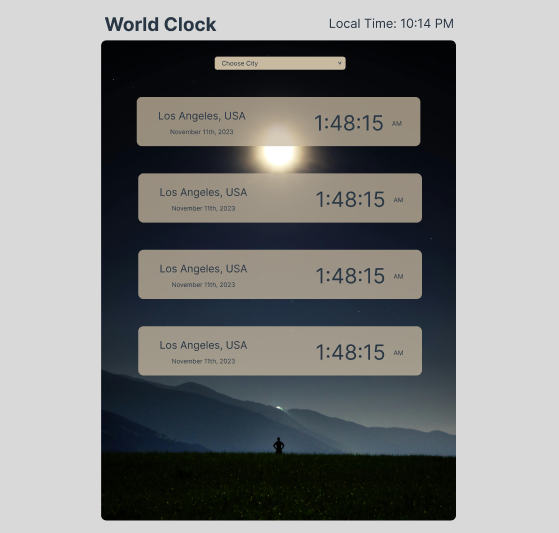 World Clock
Local Time: 10:14 PM
Choose City
Los Angeles, USA
November 11th, 2023
1:48:15 AM
Los Angeles, USA
November 11th, 2023
1:48:15 AM
Los Angeles, USA
November 11th, 2023
1:48:15 AM
Los Angeles, USA
November 11th, 2023
1:48:15 AM